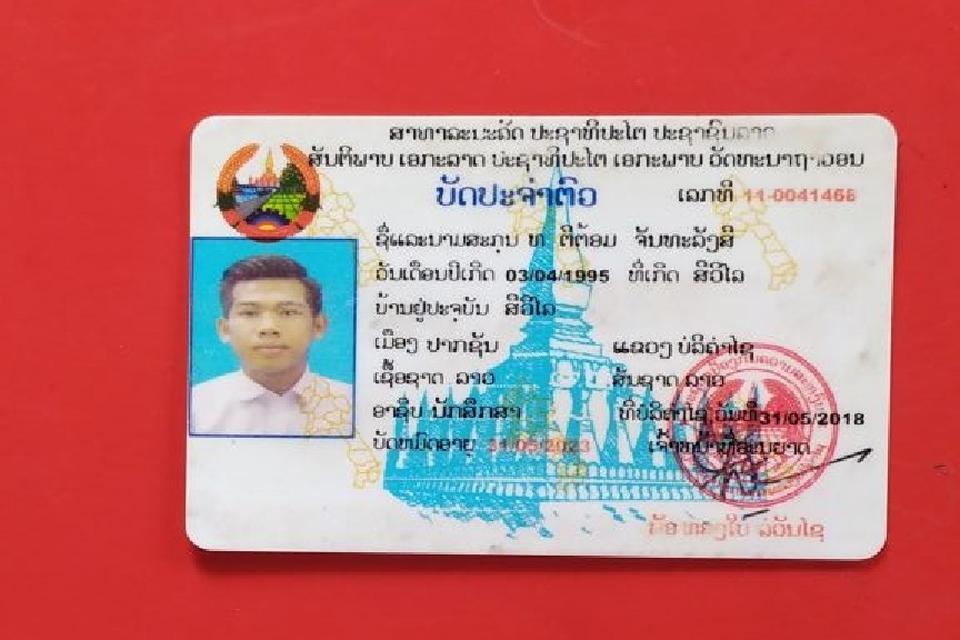 ສາທາລະນະລັດ ປະຊາທິປະໄຕ ປະຊາຊົນລາວ
ສັນຕິພາບ ເອກະລາດ ປະຊາທິປະໄຕ ເອກະພາບ ວັດທະນາຖາວອນ
ບັດປະຈຳຕົວ ເລກທີ 11-0041468
ຊື່ແລະນາມສະກຸນ ທ. ຕີຕ້ອມ ຈັນທະລັງສີ
ວັນເດືອນປີເກີດ 03/04/1995 ທີ່ເກີດ ສີວິໄລ
ບ້ານຢູ່ປະຈຸບັນ ສີວິໄລ
ເມືອງ ປາກຊັນ ແຂວງ ບໍລິຄຳໄຊ
ເຊື້ອຊາດ ລາວ ສັນຊາດ ລາວ
ອາຊີບ ນັກສຶກສາ ທີ່ບໍລິຄຳໄຊ ວັນທີ 31/05/2018
ບັດຫມົດອາຍຸ 31/05/2023 ເຈົ້າຫນ້າທີ່ອະນຸຍາດ